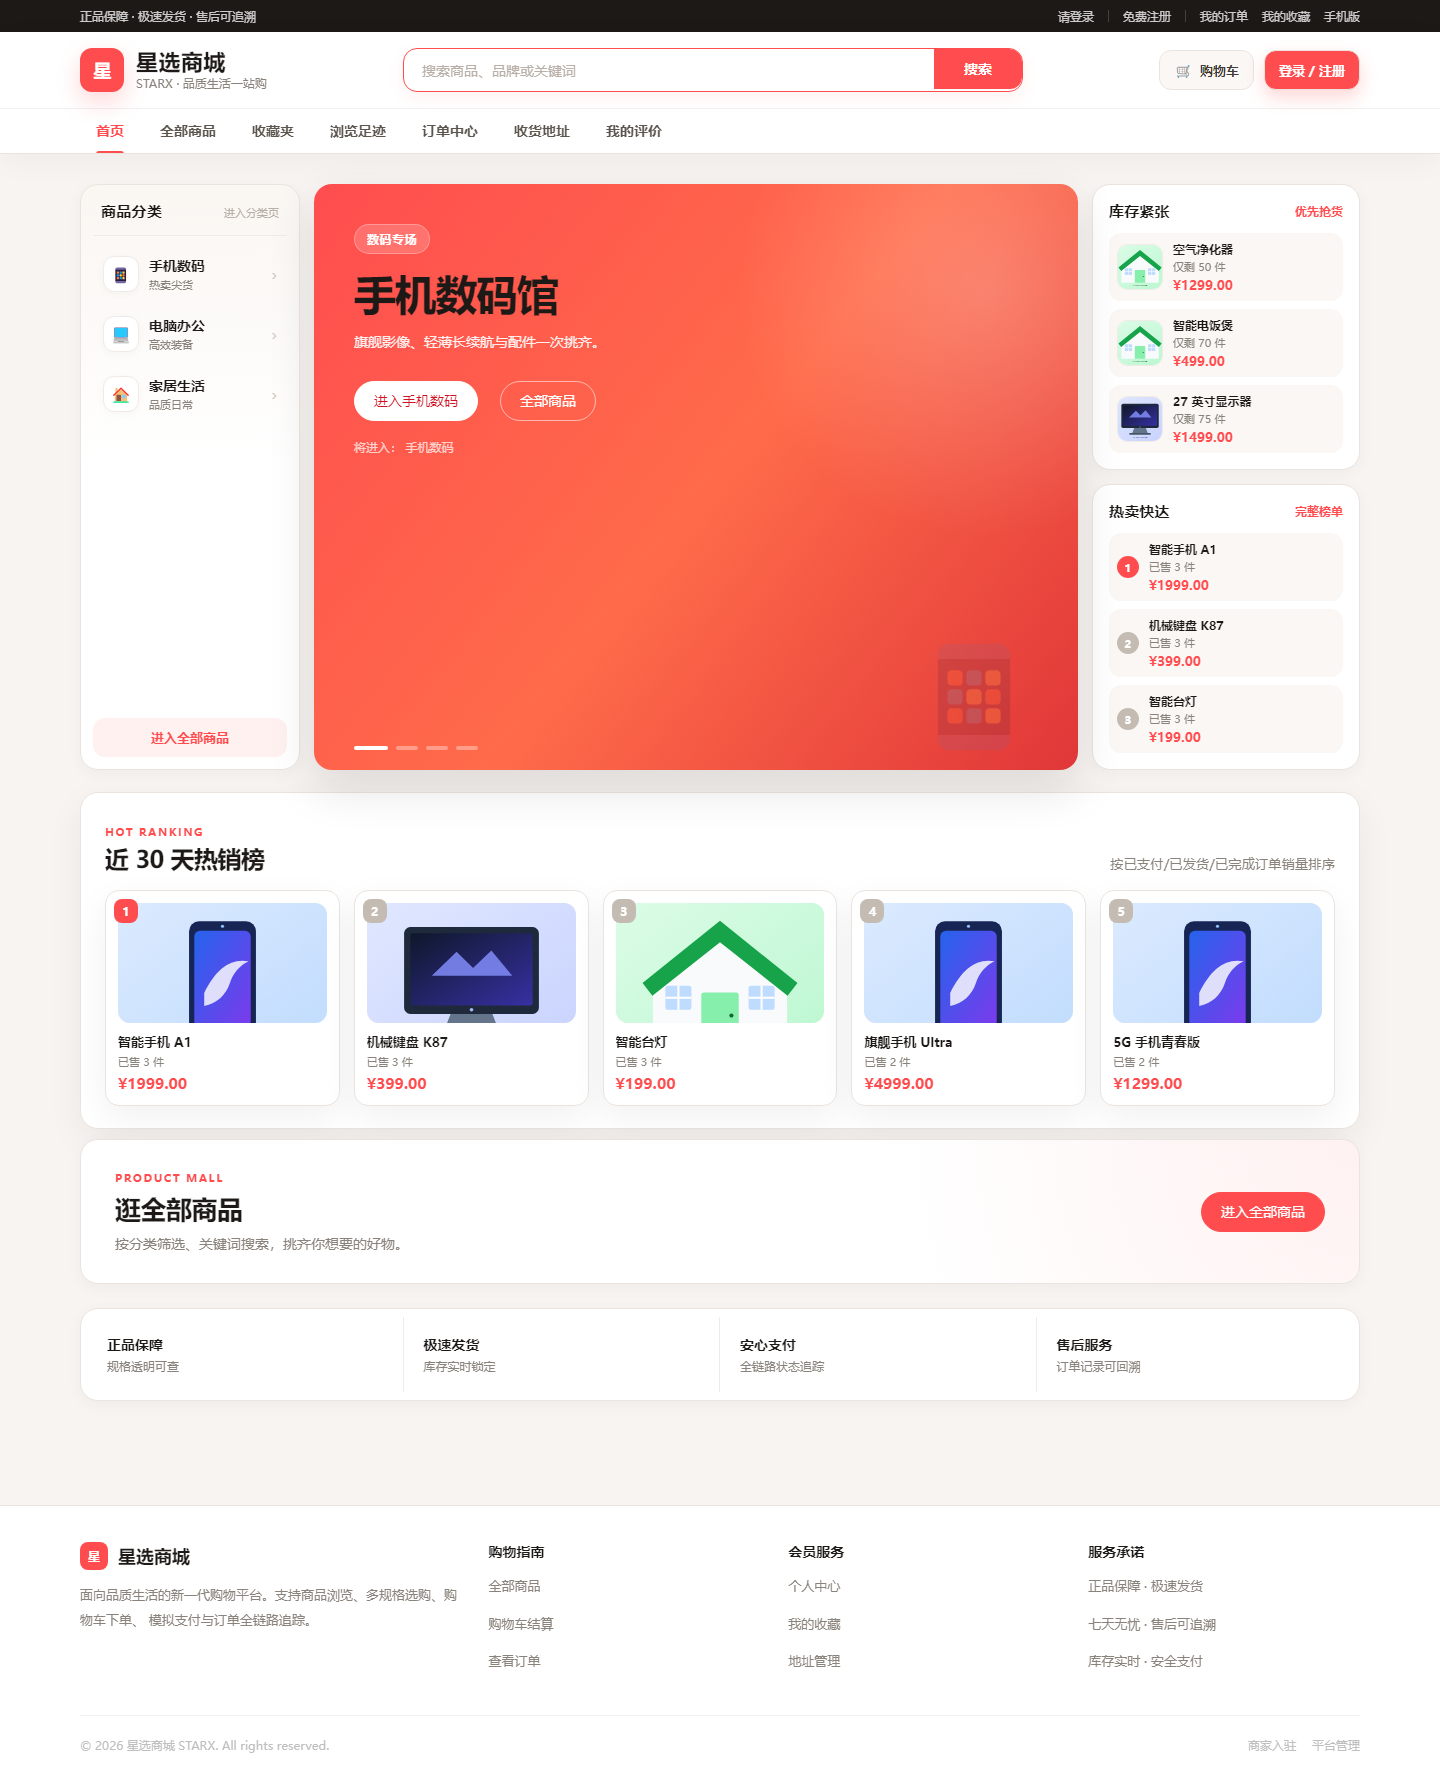 正品保障 · 极速发货 · 售后可追溯
请登录 免费注册 我的订单 我的收藏 手机版
星
星选商城
STARX · 品质生活一站购
搜索商品、品牌或关键词
搜索
购物车
登录 / 注册
首页 全部商品 收藏夹 浏览足迹 订单中心 收货地址 我的评价
商品分类
进入分类页
手机数码
热卖尖货
电脑办公
高效装备
家居生活
品质日常
进入全部商品
数码专场
手机数码馆
旗舰影像、轻薄长续航与配件一次挑齐。
进入手机数码
全部商品
将进入： 手机数码
库存紧张
优先抢货
空气净化器
仅剩 50 件
¥1299.00
智能电饭煲
仅剩 70 件
¥499.00
27 英寸显示器
仅剩 75 件
¥1499.00
热卖快达
完整榜单
1
智能手机 A1
已售 3 件
¥1999.00
2
机械键盘 K87
已售 3 件
¥399.00
3
智能台灯
已售 3 件
¥199.00
HOT RANKING
近 30 天热销榜
按已支付/已发货/已完成订单销量排序
1
智能手机 A1
已售 3 件
¥1999.00
2
机械键盘 K87
已售 3 件
¥399.00
3
智能台灯
已售 3 件
¥199.00
4
旗舰手机 Ultra
已售 2 件
¥4999.00
5
5G 手机青春版
已售 2 件
¥1299.00
PRODUCT MALL
逛全部商品
按分类筛选、关键词搜索，挑齐你想要的好物。
进入全部商品
正品保障
规格透明可查
极速发货
库存实时锁定
安心支付
全链路状态追踪
售后服务
订单记录可回溯
星
星选商城
面向品质生活的新一代购物平台。支持商品浏览、多规格选购、购
物车下单、 模拟支付与订单全链路追踪。
购物指南
全部商品
购物车结算
查看订单
会员服务
个人中心
我的收藏
地址管理
服务承诺
正品保障 · 极速发货
七天无忧 · 售后可追溯
库存实时 · 安全支付
© 2026 星选商城 STARX. All rights reserved.
商家入驻 平台管理